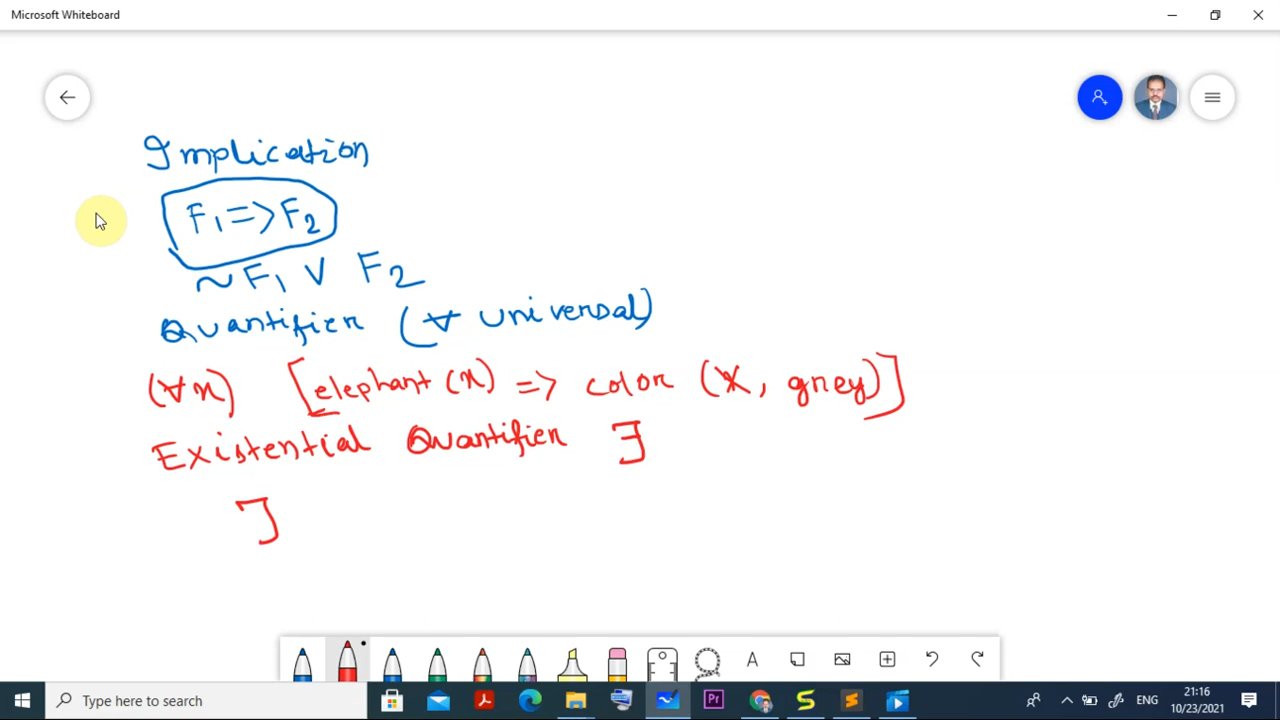 Microsoft Whiteboard
Implication
F1 => F2
~F1 ∨ F2
Quantifier (∀ universal)
(∀x) [elephant (x) => color (x, grey)]
Existential Quantifier ∃
A
Type here to search
Pr
ENG
21:16
10/23/2021